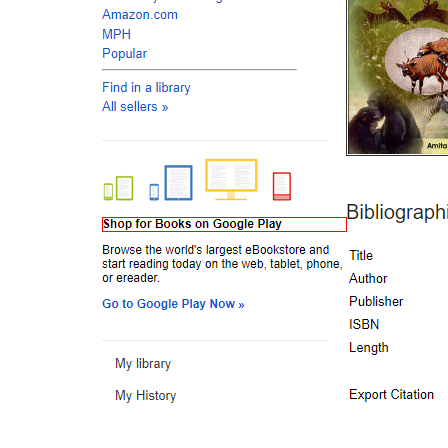 Amazon.com
MPH
Popular
Find in a library
All sellers »
Shop for Books on Google Play
Browse the world's largest eBookstore and
start reading today on the web, tablet, phone,
or ereader.
Go to Google Play Now »
My library
My History
Amita
Bibliographi
Title
Author
Publisher
ISBN
Length
Export Citation